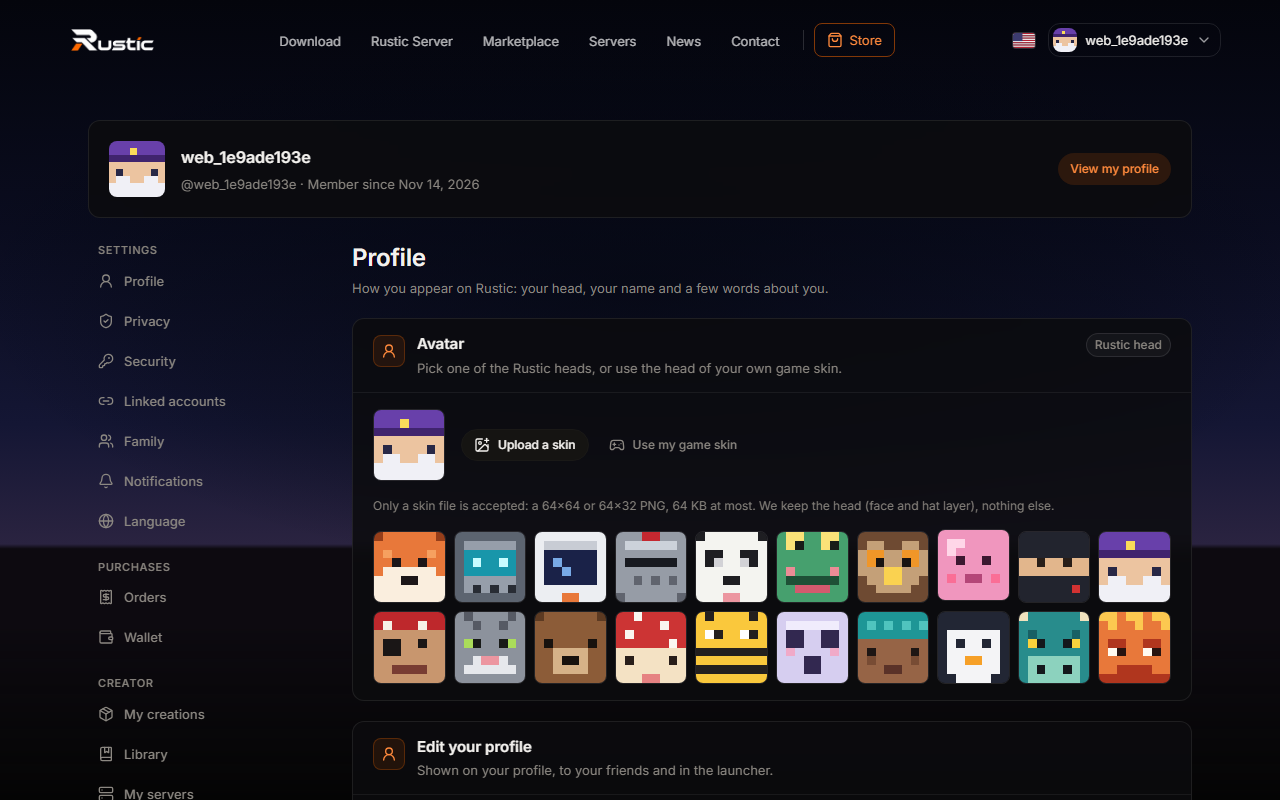 Rustic
Download
Rustic Server
Marketplace
Servers
News
Contact
Store
web_1e9ade193e
web_1e9ade193e
@web_1e9ade193e · Member since Nov 14, 2026
View my profile
SETTINGS
Profile
Privacy
Security
Linked accounts
Family
Notifications
Language
PURCHASES
Orders
Wallet
CREATOR
My creations
Library
My servers
Profile
How you appear on Rustic: your head, your name and a few words about you.
Avatar
Rustic head
Pick one of the Rustic heads, or use the head of your own game skin.
Upload a skin
Use my game skin
Only a skin file is accepted: a 64×64 or 64×32 PNG, 64 KB at most. We keep the head (face and hat layer), nothing else.
Edit your profile
Shown on your profile, to your friends and in the launcher.